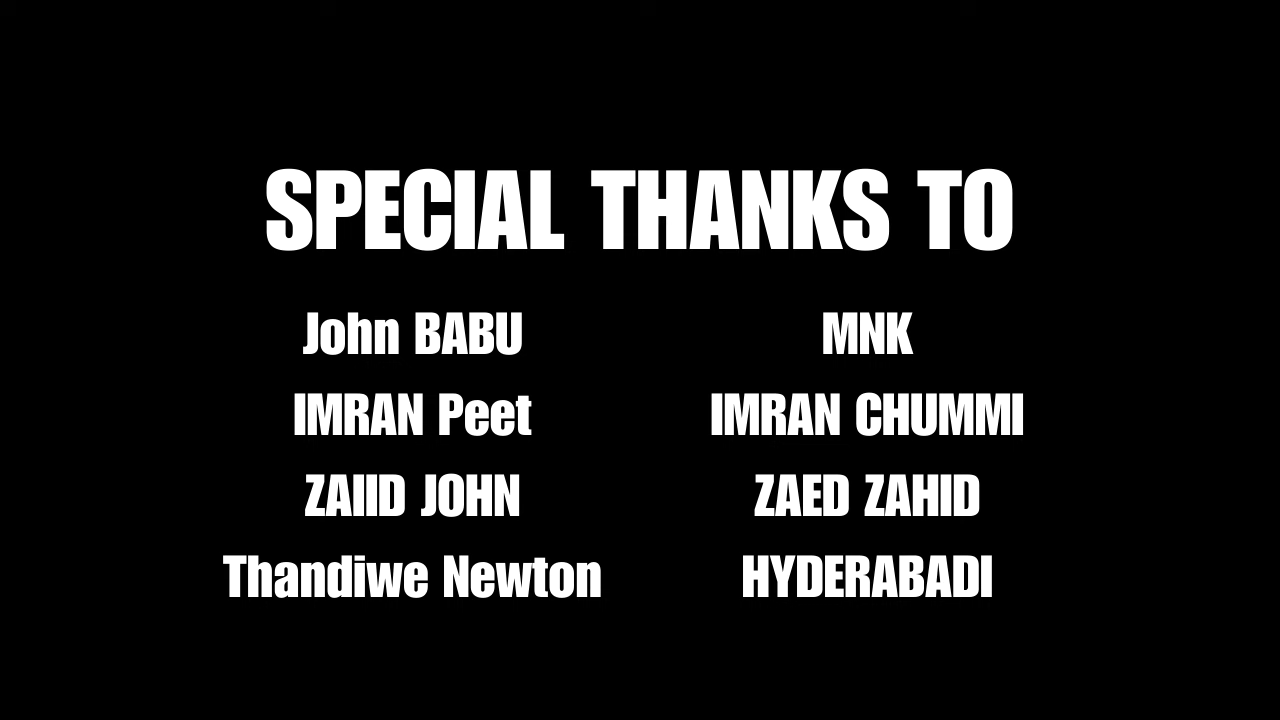 SPECIAL THANKS TO
John BABU MNK
IMRAN Peet IMRAN CHUMMI
ZAIID JOHN ZAED ZAHID
Thandiwe Newton HYDERABADI